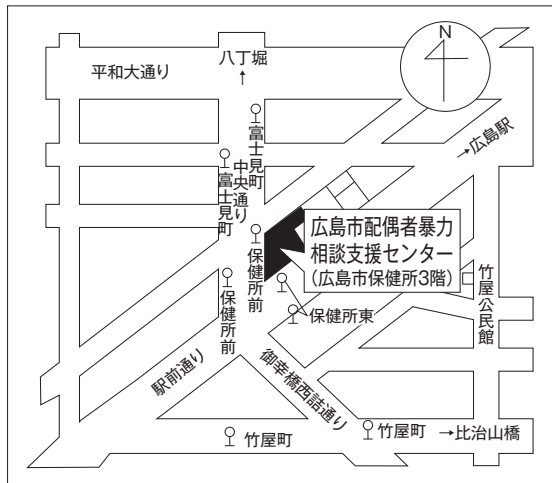 N
平和大通り
八丁堀
↑
→広島駅
富士見町
富士見町
中央通り
広島市配偶者暴力
相談支援センター
(広島市保健所3階)
保健所前
保健所前
保健所東
竹屋公民館
駅前通り
御幸橋西詰通り
竹屋町
竹屋町
→比治山橋